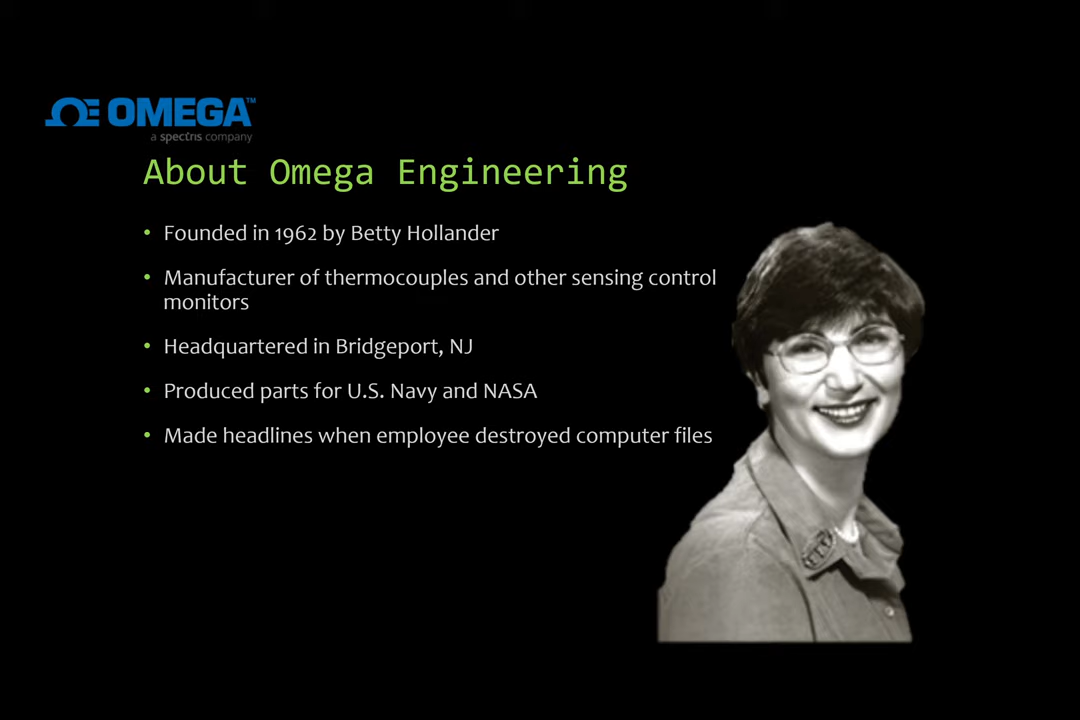 OMEGA™
a spectris company
About Omega Engineering
• Founded in 1962 by Betty Hollander
• Manufacturer of thermocouples and other sensing control
monitors
• Headquartered in Bridgeport, NJ
• Produced parts for U.S. Navy and NASA
• Made headlines when employee destroyed computer files